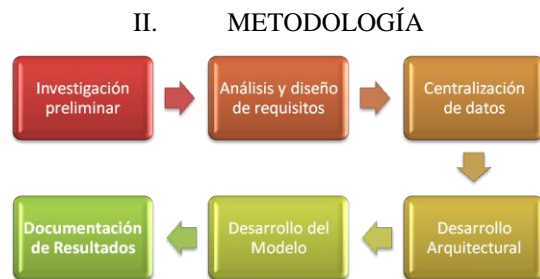 II. METODOLOGÍA
Investigación
preliminar
Análisis y diseño
de requisitos
Centralización
de datos
Desarrollo
Arquitectural
Desarrollo del
Modelo
Documentación
de Resultados